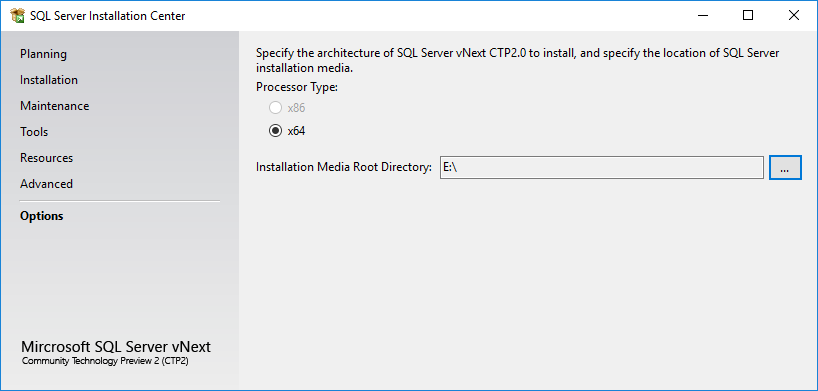 SQL Server Installation Center
Planning
Installation
Maintenance
Tools
Resources
Advanced
Options
Mircrosoft SQL Server vNext
Community Technology Preview 2 (CTP2)
Specify the architecture of SQL Server vNext CTP2.0 to install, and specify the location of SQL Server
installation media.
Processor Type:
x86
x64
Installation Media Root Directory: E:\ ...